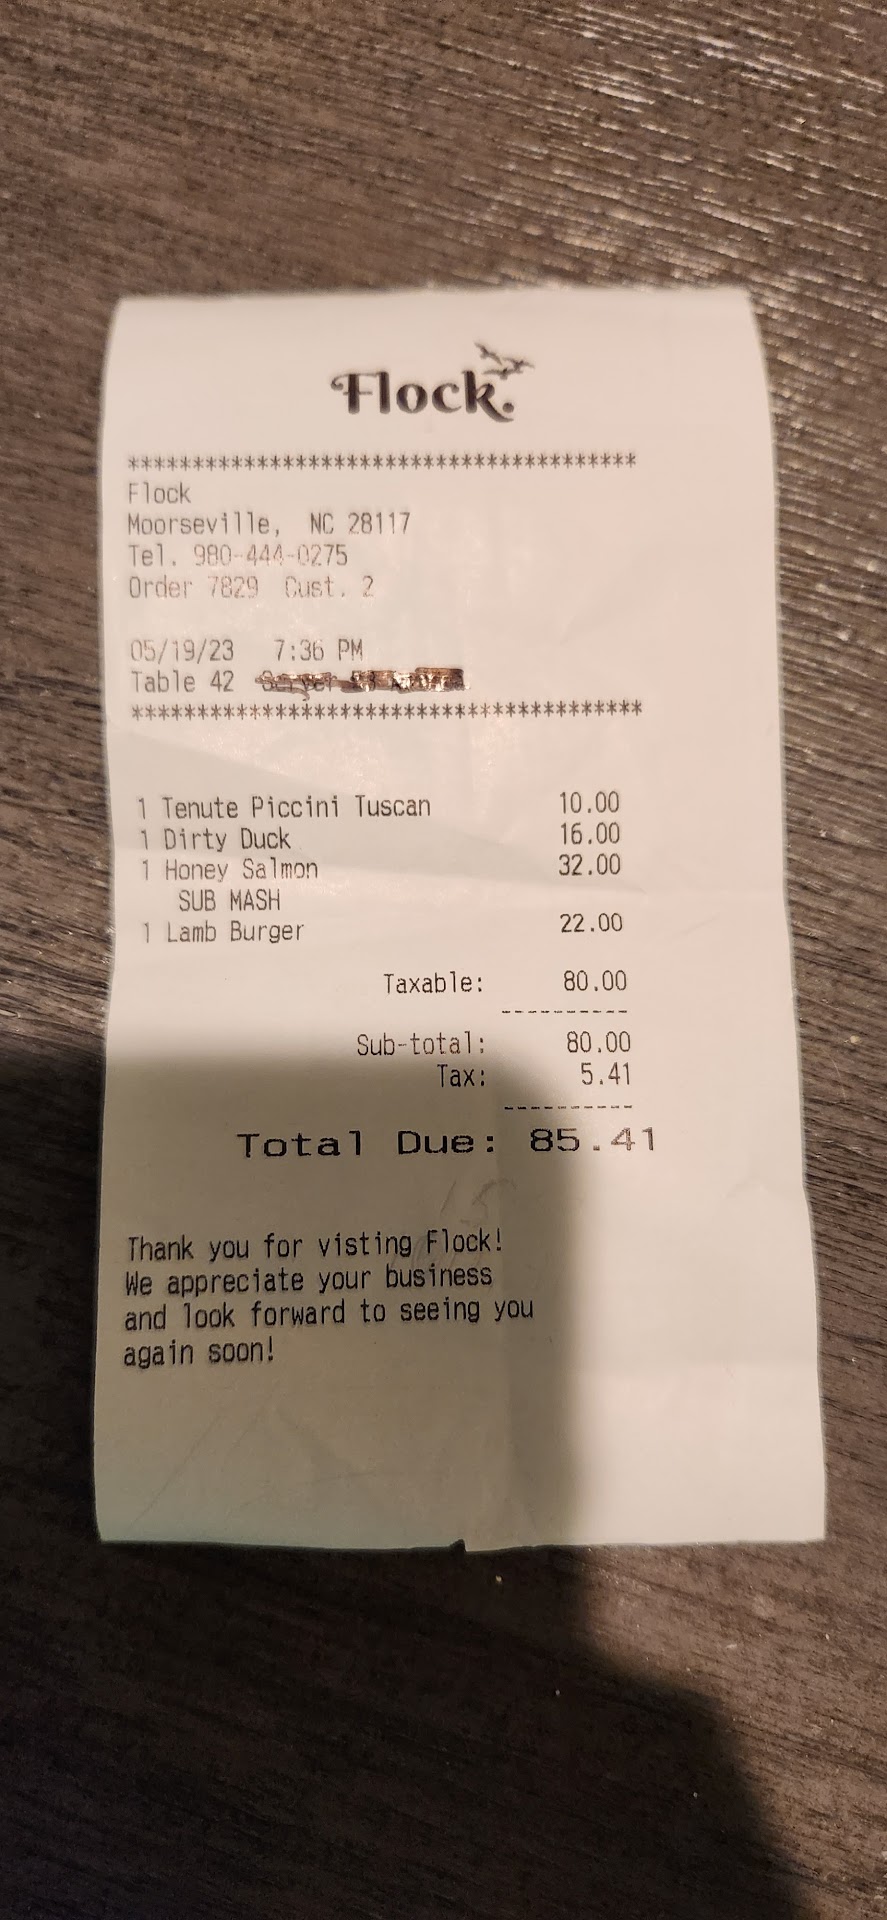 Flock.
***************************************
Flock
Moorseville, NC 28117
Tel. 980-444-0275
Order 7829 Cust. 2
05/19/23 7:36 PM
Table 42
***************************************
1 Tenute Piccini Tuscan 10.00
1 Dirty Duck 16.00
1 Honey Salmon 32.00
SUB MASH
1 Lamb Burger 22.00
Taxable: 80.00
----------
Sub-total: 80.00
Tax: 5.41
----------
Total Due: 85.41
Thank you for visting Flock!
We appreciate your business
and look forward to seeing you
again soon!